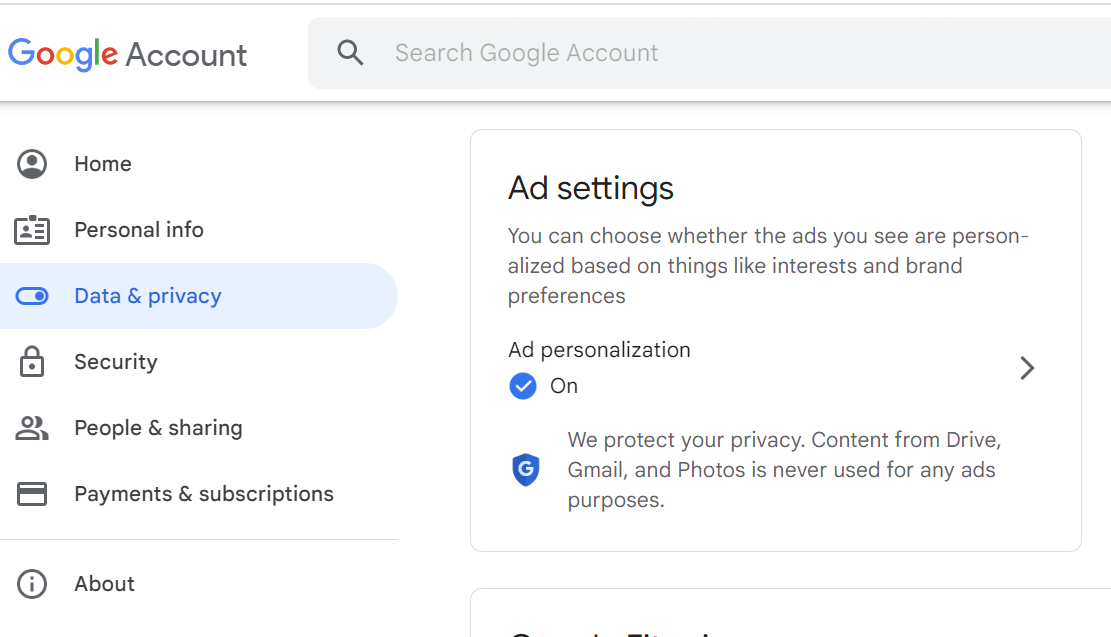 Google Account
Search Google Account
Home
Personal info
Data & privacy
Security
People & sharing
Payments & subscriptions
About
Ad settings
You can choose whether the ads you see are person-
alized based on things like interests and brand
preferences
Ad personalization
On
We protect your privacy. Content from Drive,
Gmail, and Photos is never used for any ads
purposes.